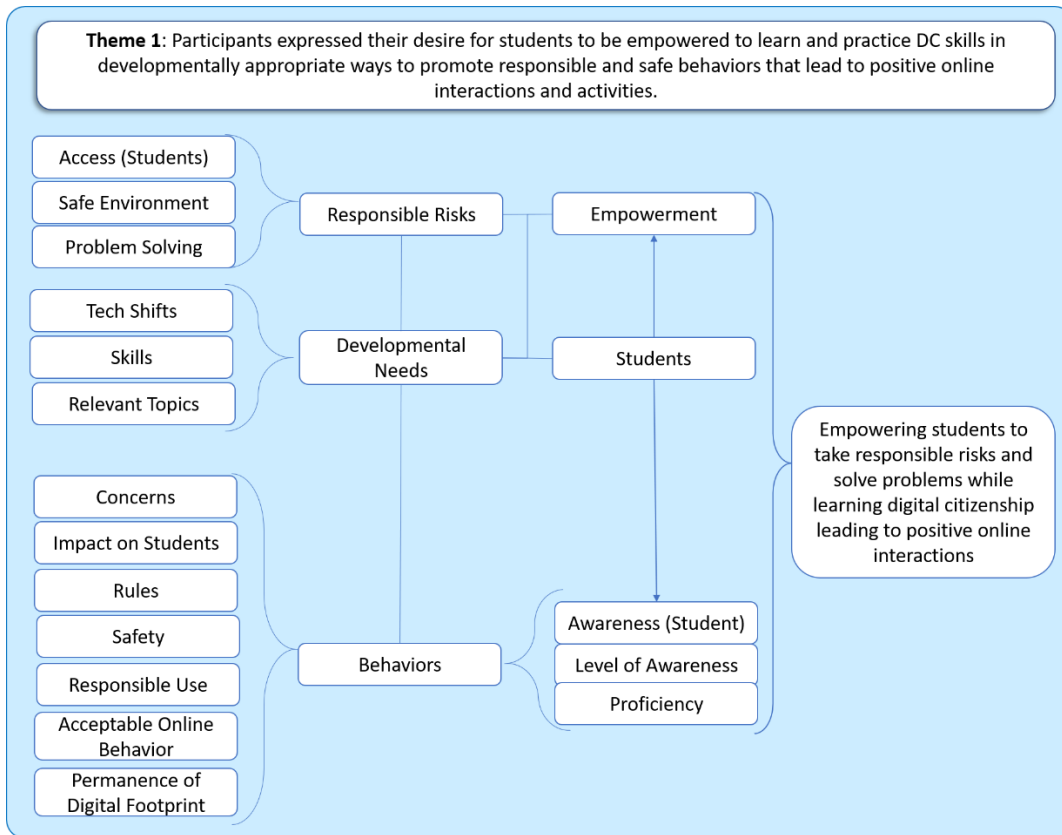 Theme 1: Participants expressed their desire for students to be empowered to learn and practice DC skills in
developmentally appropriate ways to promote responsible and safe behaviors that lead to positive online
interactions and activities.
Access (Students)
Safe Environment
Problem Solving
Responsible Risks
Empowerment
Tech Shifts
Skills
Relevant Topics
Developmental
Needs
Students
Concerns
Impact on Students
Rules
Safety
Responsible Use
Acceptable Online
Behavior
Permanence of
Digital Footprint
Behaviors
Awareness (Student)
Level of Awareness
Proficiency
Empowering students to
take responsible risks and
solve problems while
learning digital citizenship
leading to positive online
interactions